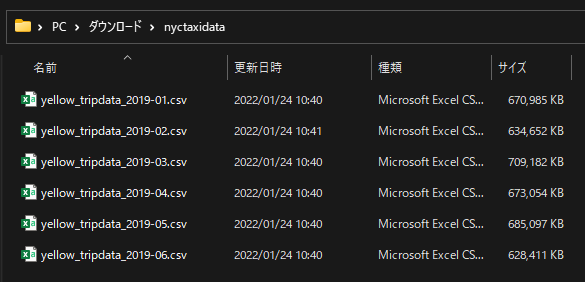 PC ダウンロード nyctaxidata
名前 更新日時 種類 サイズ
yellow_tripdata_2019-01.csv 2022/01/24 10:40 Microsoft Excel CS... 670,985 KB
yellow_tripdata_2019-02.csv 2022/01/24 10:41 Microsoft Excel CS... 634,652 KB
yellow_tripdata_2019-03.csv 2022/01/24 10:40 Microsoft Excel CS... 709,182 KB
yellow_tripdata_2019-04.csv 2022/01/24 10:40 Microsoft Excel CS... 673,054 KB
yellow_tripdata_2019-05.csv 2022/01/24 10:40 Microsoft Excel CS... 685,097 KB
yellow_tripdata_2019-06.csv 2022/01/24 10:40 Microsoft Excel CS... 628,411 KB